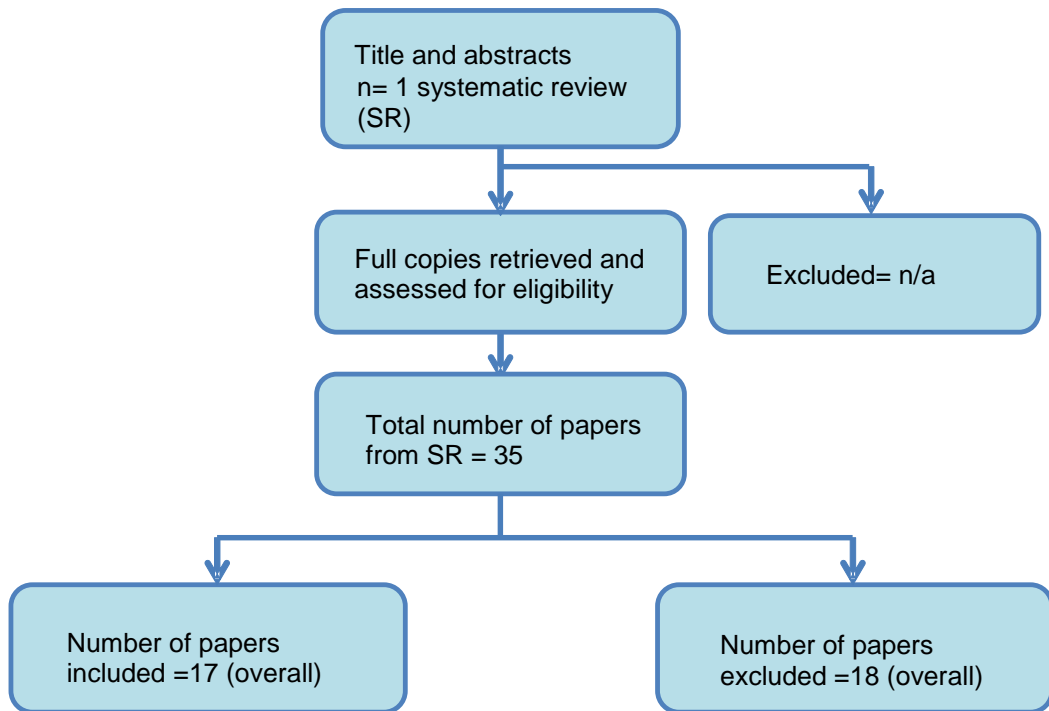 Title and abstracts
n= 1 systematic review
(SR)
Full copies retrieved and
assessed for eligibility
Excluded= n/a
Total number of papers
from SR = 35
Number of papers
included =17 (overall)
Number of papers
excluded =18 (overall)